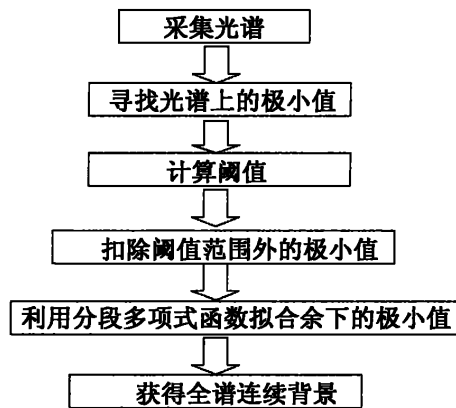 采集光谱
寻找光谱上的极小值
计算阈值
扣除阈值范围外的极小值
利用分段多项式函数拟合余下的极小值
获得全谱连续背景